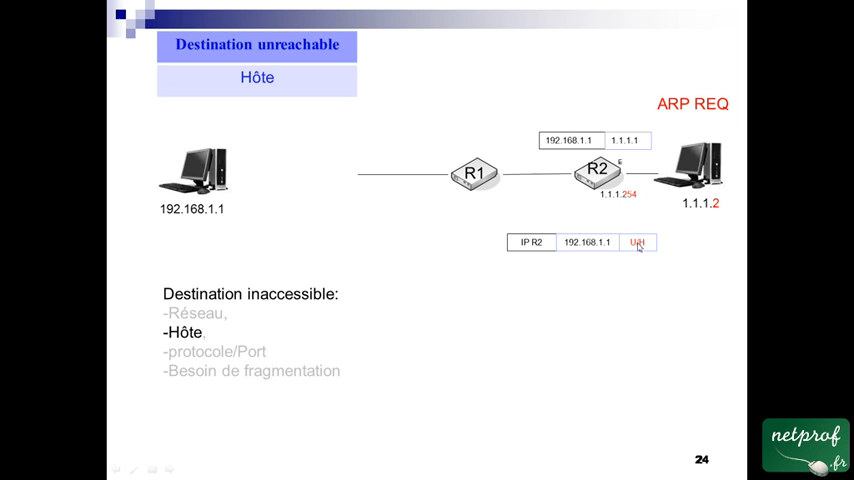 Destination unreachable
Hôte
ARP REQ
192.168.1.1 1.1.1.1
R1
R2
E
1.1.1.254
192.168.1.1
1.1.1.2
IP R2 192.168.1.1 U/H
Destination inaccessible:
-Réseau,
-Hôte,
-protocole/Port
-Besoin de fragmentation
24
netprof
.fr